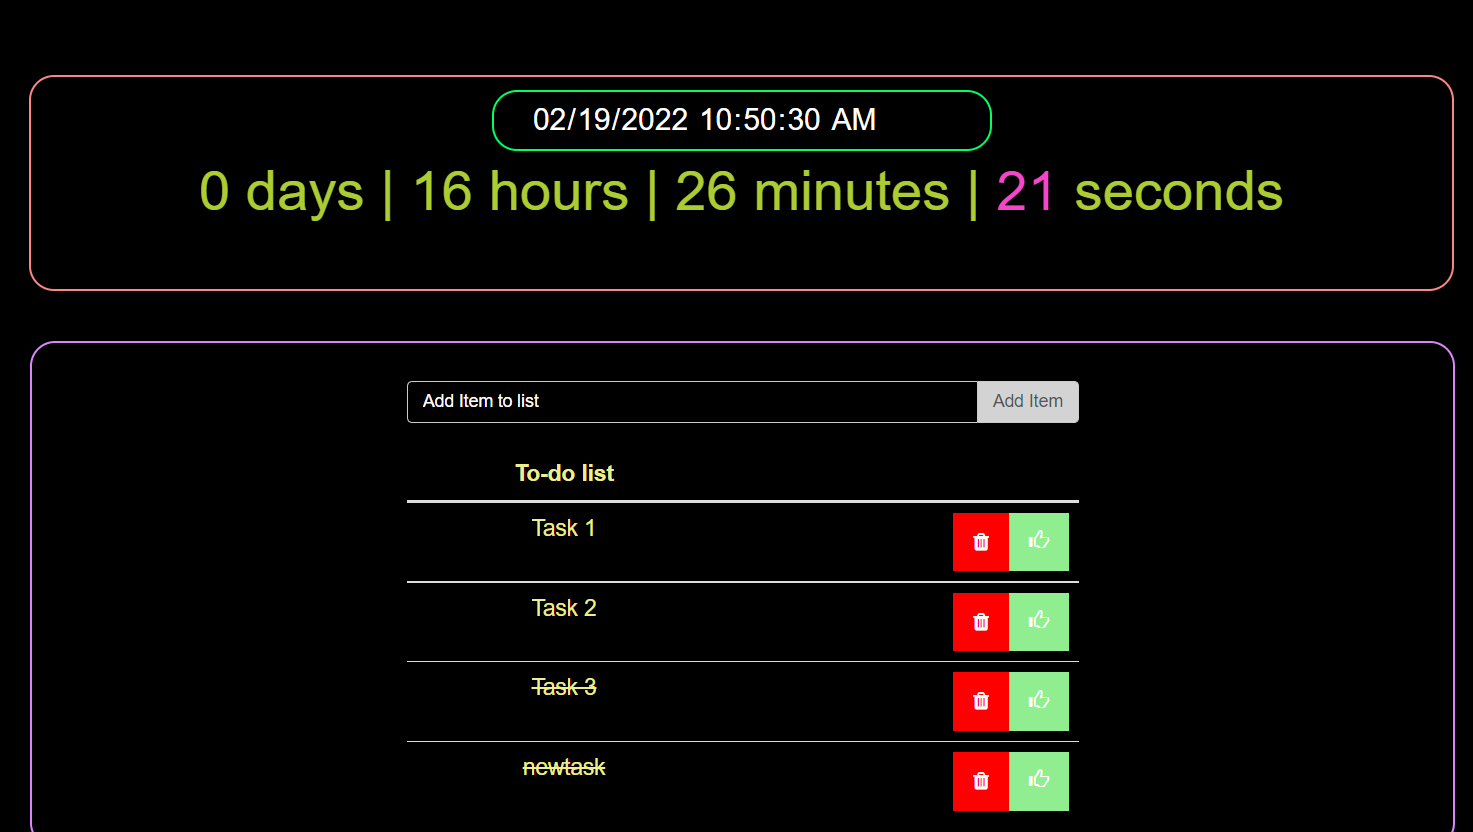 02/19/2022 10:50:30 AM
0 days | 16 hours | 26 minutes | 21 seconds
Add Item to list Add Item
To-do list
Task 1
Task 2
Task 3
newtask